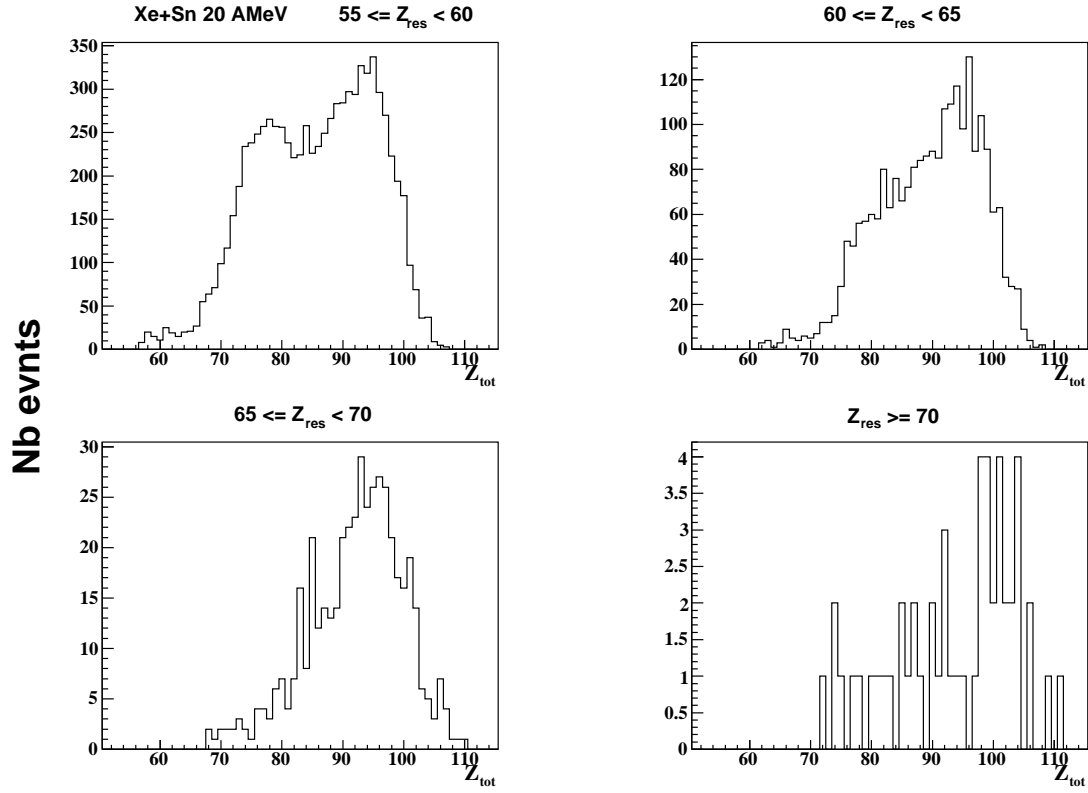 Xe+Sn 20 AMeV 55 <= Z_res < 60
60 <= Z_res < 65
350
300
250
200
150
100
50
0
60 70 80 90 100 110
Z_tot
120
100
80
60
40
20
0
60 70 80 90 100 110
Z_tot
Nb evnts
65 <= Z_res < 70
Z_res >= 70
30
25
20
15
10
5
0
60 70 80 90 100 110
Z_tot
4
3.5
3
2.5
2
1.5
1
0.5
0
60 70 80 90 100 110
Z_tot